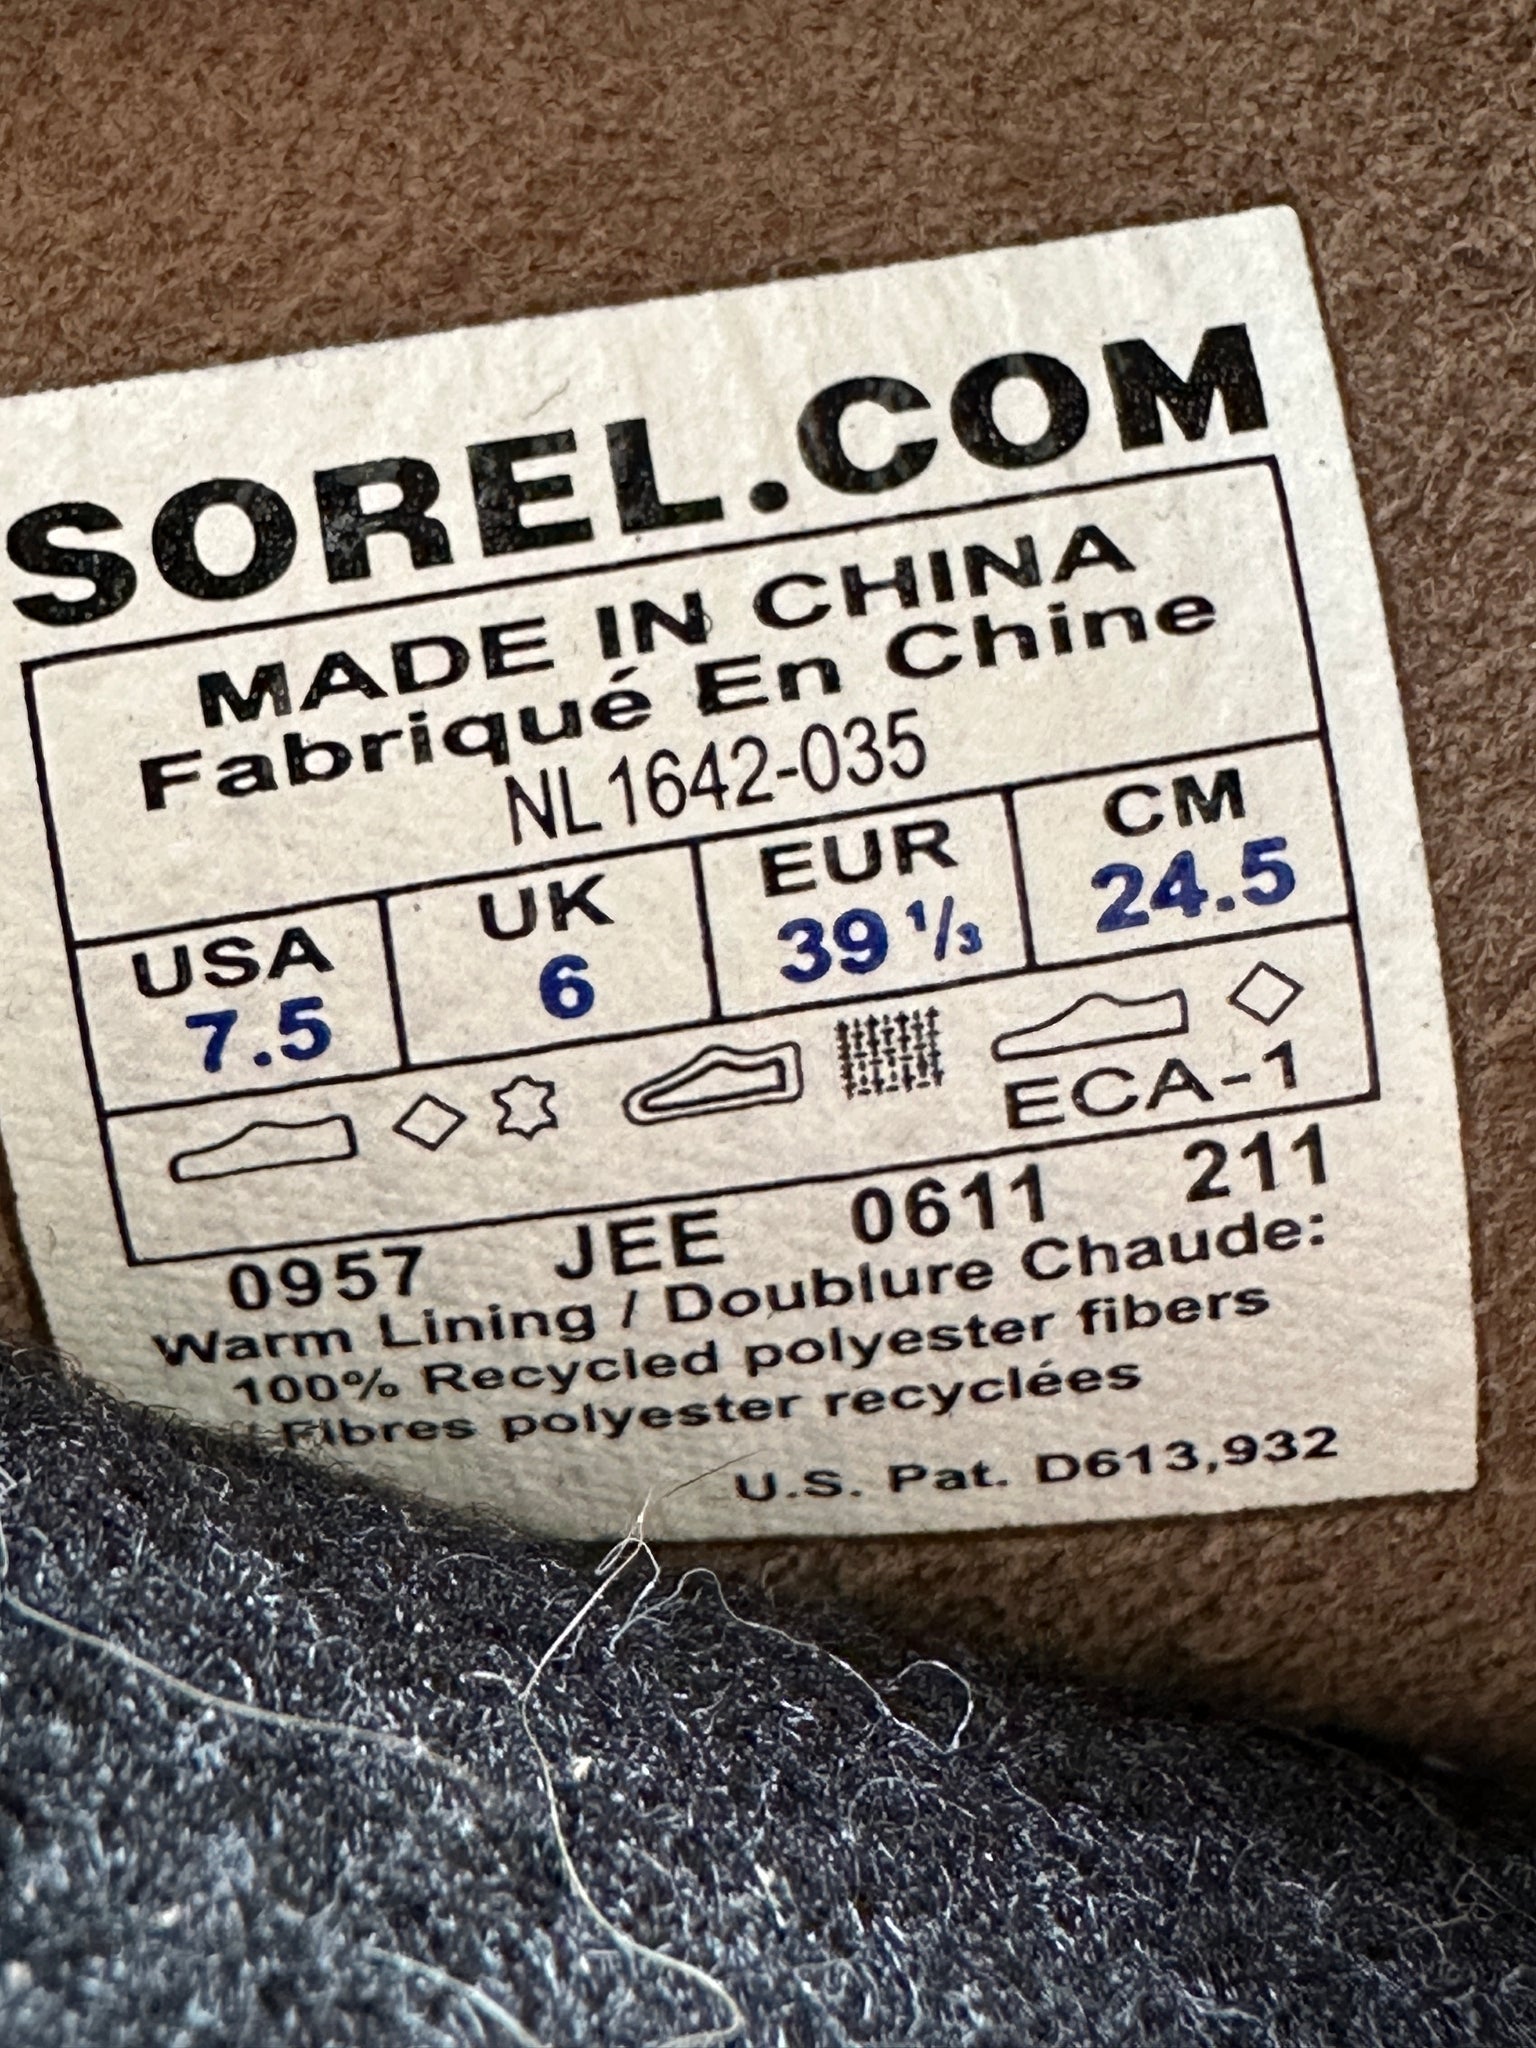 SOREL.COM
MADE IN CHINA
Fabriqué En Chine
NL1642-035
USA UK EUR CM
7.5 6 39 1/3 24.5
ECA-1
0957 JEE 0611 211
Warm Lining / Doublure Chaude:
100% Recycled polyester fibers
/ Fibres polyester recyclées
U.S. Pat. D613,932